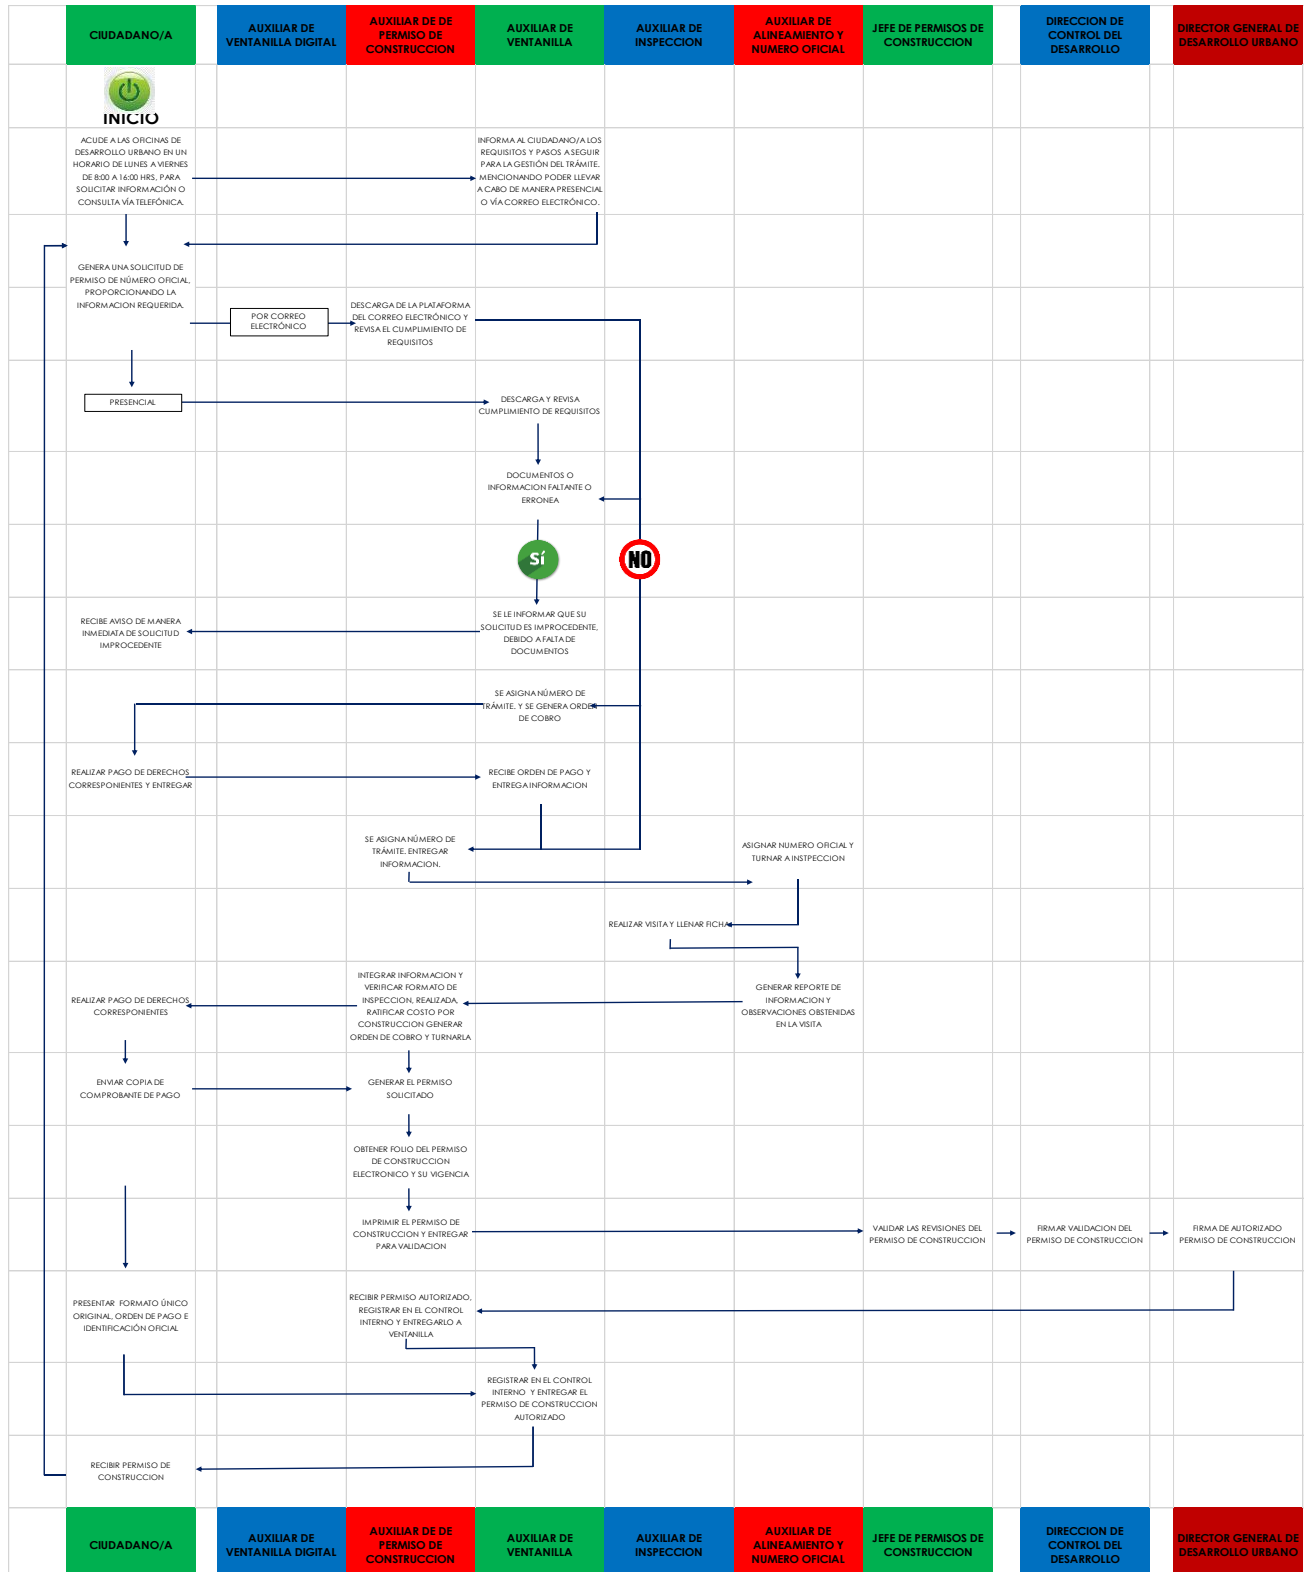 CIUDADANO/A
AUXILIAR DE
VENTANILLA DIGITAL
AUXILIAR DE DE
PERMISO DE
CONSTRUCCION
AUXILIAR DE
VENTANILLA
AUXILIAR DE
INSPECCION
AUXILIAR DE
ALINEAMIENTO Y
NUMERO OFICIAL
JEFE DE PERMISOS DE
CONSTRUCCION
DIRECCION DE
CONTROL DEL
DESARROLLO
DIRECTOR GENERAL DE
DESARROLLO URBANO
INICIO
ACUDE A LAS OFICINAS DE
DESARROLLO URBANO EN UN
HORARIO DE LUNES A VIERNES
DE 8:00 A 16:00 HRS, PARA
SOLICITAR INFORMACIÓN O
CONSULTA VÍA TELEFÓNICA.
INFORMA AL CIUDADANO/A LOS
REQUISITOS Y PASOS A SEGUIR
PARA LA GESTIÓN DEL TRÁMITE.
MENCIONANDO PODER LLEVAR
A CABO DE MANERA PRESENCIAL
O VÍA CORREO ELECTRÓNICO.
GENERA UNA SOLICITUD DE
PERMISO DE NÚMERO OFICIAL,
PROPORCIONANDO LA
INFORMACION REQUERIDA.
POR CORREO
ELECTRÓNICO
DESCARGA DE LA PLATAFORMA
DEL CORREO ELECTRÓNICO Y
REVISA EL CUMPLIMIENTO DE
REQUISITOS
PRESENCIAL
DESCARGA Y REVISA
CUMPLIMIENTO DE REQUISITOS
DOCUMENTOS O
INFORMACION FALTANTE O
ERRONEA
Sí
NO
RECIBE AVISO DE MANERA
INMEDIATA DE SOLICITUD
IMPROCEDENTE
SE LE INFORMAR QUE SU
SOLICITUD ES IMPROCEDENTE,
DEBIDO A FALTA DE
DOCUMENTOS
SE ASIGNA NÚMERO DE
TRÁMITE. Y SE GENERA ORDEN
DE COBRO
REALIZAR PAGO DE DERECHOS
CORRESPONIENTES Y ENTREGAR
RECIBE ORDEN DE PAGO Y
ENTREGA INFORMACION
SE ASIGNA NÚMERO DE
TRÁMITE. ENTREGAR
INFORMACION.
ASIGNAR NUMERO OFICIAL Y
TURNAR A INSTPECCION
REALIZAR VISITA Y LLENAR FICHA
REALIZAR PAGO DE DERECHOS
CORRESPONIENTES
INTEGRAR INFORMACION Y
VERIFICAR FORMATO DE
INSPECCION, REALIZADA,
RATIFICAR COSTO POR
CONSTRUCCION GENERAR
ORDEN DE COBRO Y TURNARLA
GENERAR REPORTE DE
INFORMACION Y
OBSERVACIONES OBSTENIDAS
EN LA VISITA
ENVIAR COPIA DE
COMPROBANTE DE PAGO
GENERAR EL PERMISO
SOLICITADO
OBTENER FOLIO DEL PERMISO
DE CONSTRUCCION
ELECTRONICO Y SU VIGENCIA
IMPRIMIR EL PERMISO DE
CONSTRUCCION Y ENTREGAR
PARA VALIDACION
VALIDAR LAS REVISIONES DEL
PERMISO DE CONSTRUCCION
FIRMAR VALIDACION DEL
PERMISO DE CONSTRUCCION
FIRMA DE AUTORIZADO
PERMISO DE CONSTRUCCION
PRESENTAR  FORMATO ÚNICO
ORIGINAL, ORDEN DE PAGO E
IDENTIFICACIÓN OFICIAL
RECIBIR PERMISO AUTORIZADO,
REGISTRAR EN EL CONTROL
INTERNO Y ENTREGARLO A
VENTANILLA
REGISTRAR EN EL CONTROL
INTERNO  Y ENTREGAR EL
PERMISO DE CONSTRUCCION
AUTORIZADO
RECIBIR PERMISO DE
CONSTRUCCION
CIUDADANO/A
AUXILIAR DE
VENTANILLA DIGITAL
AUXILIAR DE DE
PERMISO DE
CONSTRUCCION
AUXILIAR DE
VENTANILLA
AUXILIAR DE
INSPECCION
AUXILIAR DE
ALINEAMIENTO Y
NUMERO OFICIAL
JEFE DE PERMISOS DE
CONSTRUCCION
DIRECCION DE
CONTROL DEL
DESARROLLO
DIRECTOR GENERAL DE
DESARROLLO URBANO